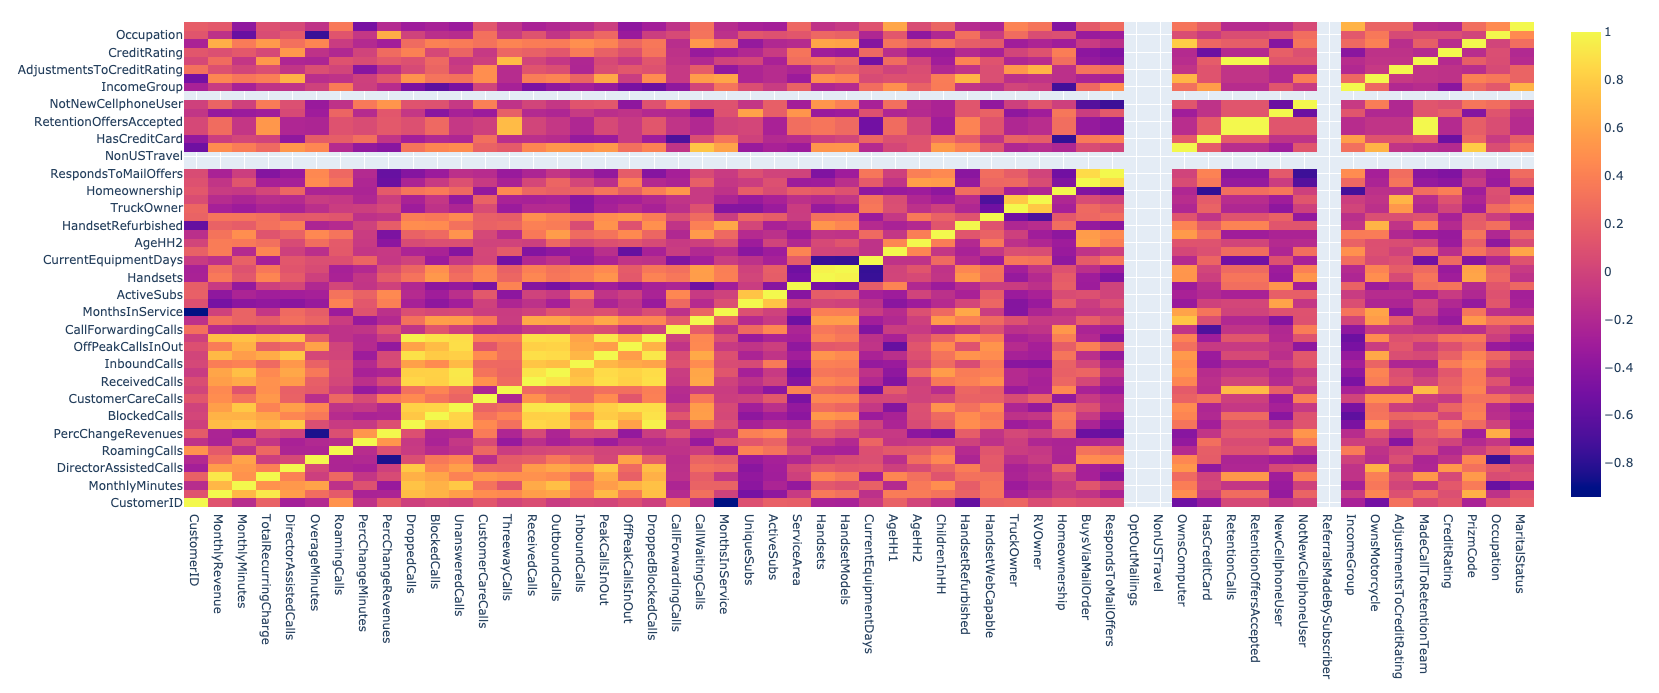 Occupation
CreditRating
AdjustmentsToCreditRating
IncomeGroup
NotNewCellphoneUser
RetentionOffersAccepted
HasCreditCard
NonUSTravel
RespondsToMailOffers
Homeownership
TruckOwner
HandsetRefurbished
AgeHH2
CurrentEquipmentDays
Handsets
ActiveSubs
MonthsInService
CallForwardingCalls
OffPeakCallsInOut
InboundCalls
ReceivedCalls
CustomerCareCalls
BlockedCalls
PercChangeRevenues
RoamingCalls
DirectorAssistedCalls
MonthlyMinutes
CustomerID
CustomerID
MonthlyRevenue
MonthlyMinutes
TotalRecurringCharge
DirectorAssistedCalls
OverageMinutes
RoamingCalls
PercChangeMinutes
PercChangeRevenues
DroppedCalls
BlockedCalls
UnansweredCalls
CustomerCareCalls
ThreewayCalls
ReceivedCalls
OutboundCalls
InboundCalls
PeakCallsInOut
OffPeakCallsInOut
DroppedBlockedCalls
CallForwardingCalls
CallWaitingCalls
MonthsInService
UniqueSubs
ActiveSubs
ServiceArea
Handsets
HandsetModels
CurrentEquipmentDays
AgeHH1
AgeHH2
ChildrenInHH
HandsetRefurbished
HandsetWebCapable
TruckOwner
RVOwner
Homeownership
BuysViaMailOrder
RespondsToMailOffers
OptOutMailings
NonUSTravel
OwnsComputer
HasCreditCard
RetentionCalls
RetentionOffersAccepted
NewCellphoneUser
NotNewCellphoneUser
ReferralsMadeBySubscriber
IncomeGroup
OwnsMotorcycle
AdjustmentsToCreditRating
MadeCallToRetentionTeam
CreditRating
PrizmCode
Occupation
MaritalStatus
1
0.8
0.6
0.4
0.2
0
−0.2
−0.4
−0.6
−0.8